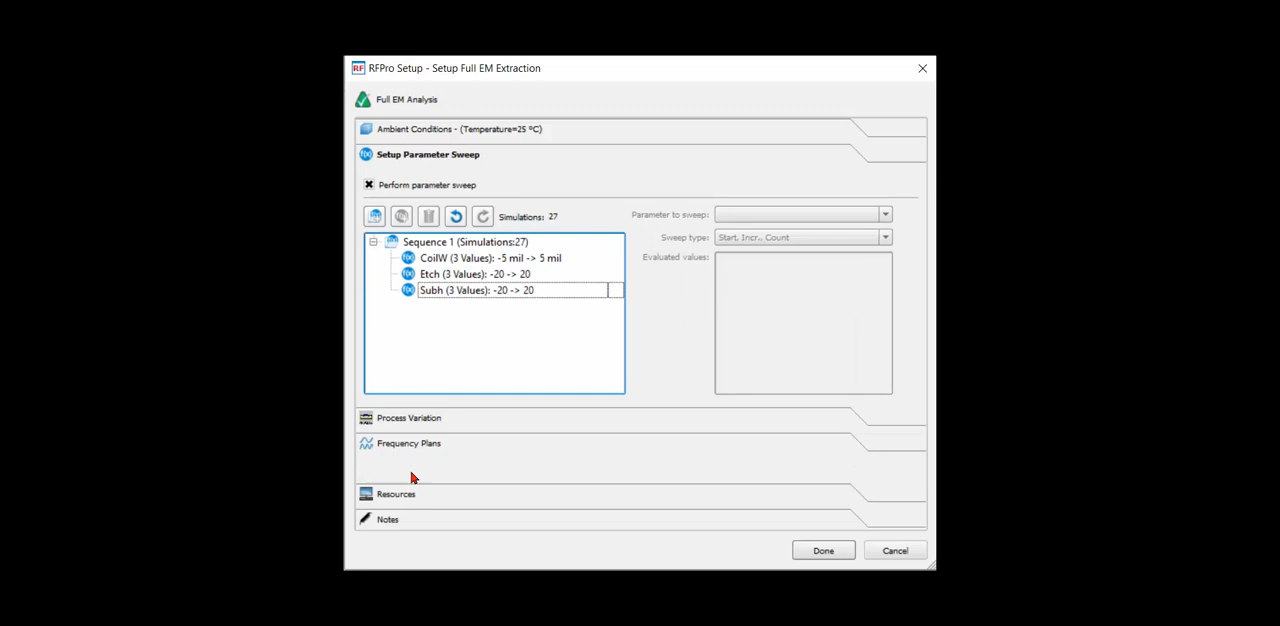 RF RFPro Setup - Setup Full EM Extraction
Full EM Analysis
Ambient Conditions - (Temperature=25 ºC)
Setup Parameter Sweep
Perform parameter sweep
Simulations: 27
Parameter to sweep:
Sequence 1 (Simulations:27)
Sweep type: Start, Incr., Count
CoilW (3 Values): -5 mil -> 5 mil
Evaluated values:
Etch (3 Values): -20 -> 20
Subh (3 Values): -20 -> 20
Process Variation
Frequency Plans
Resources
Notes
Done Cancel